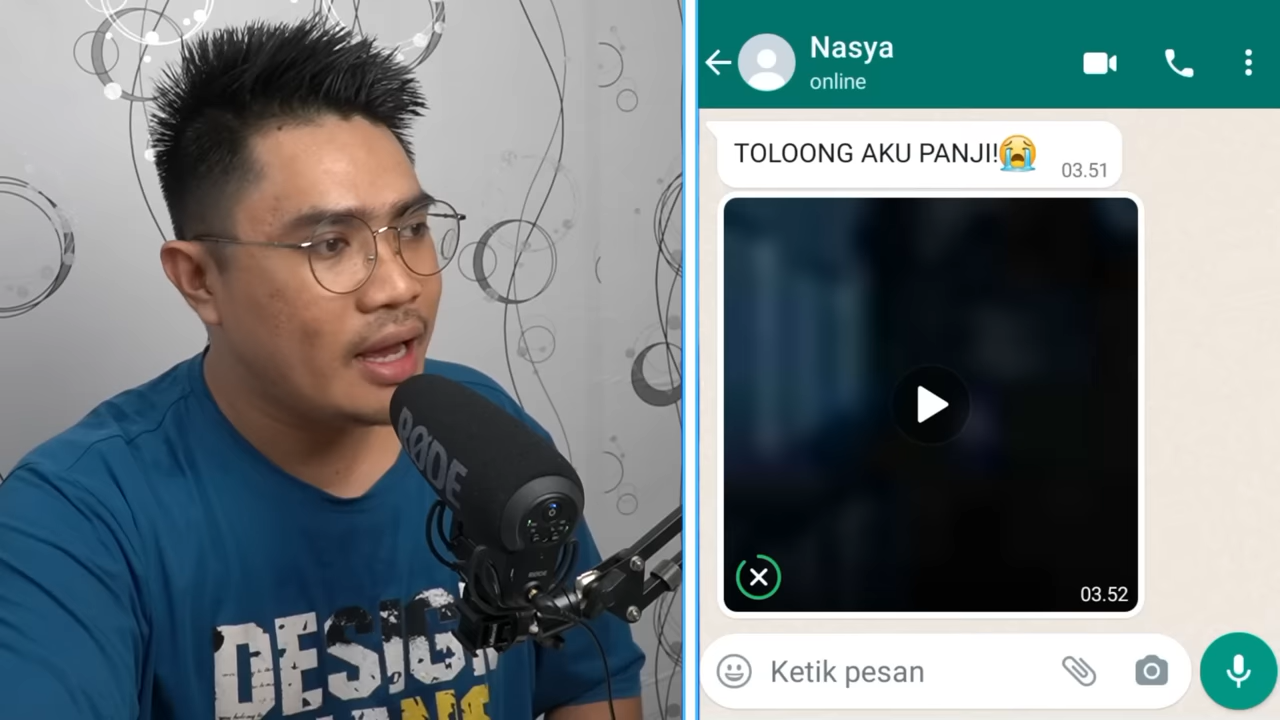 Nasya
online
TOLOONG AKU PANJI!😭
03.51
03.52
Ketik pesan
RØDE
DESIGN